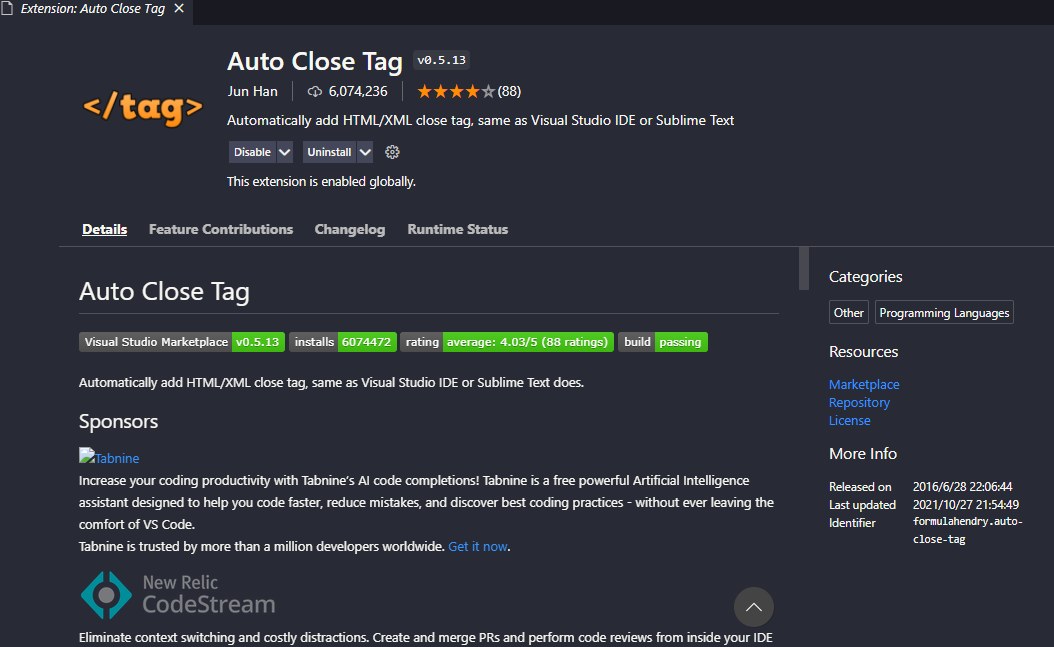 Extension: Auto Close Tag
</tag>
Auto Close Tag v0.5.13
Jun Han 6,074,236 (88)
Automatically add HTML/XML close tag, same as Visual Studio IDE or Sublime Text
Disable Uninstall
This extension is enabled globally.
Details Feature Contributions Changelog Runtime Status
Auto Close Tag
Visual Studio Marketplace v0.5.13 installs 6074472 rating average: 4.03/5 (88 ratings) build passing
Automatically add HTML/XML close tag, same as Visual Studio IDE or Sublime Text does.
Sponsors
Tabnine
Increase your coding productivity with Tabnine's AI code completions! Tabnine is a free powerful Artificial Intelligence
assistant designed to help you code faster, reduce mistakes, and discover best coding practices - without ever leaving the
comfort of VS Code.
Tabnine is trusted by more than a million developers worldwide. Get it now.
New Relic
CodeStream
Eliminate context switching and costly distractions. Create and merge PRs and perform code reviews from inside your IDE
Categories
Other Programming Languages
Resources
Marketplace
Repository
License
More Info
Released on 2016/6/28 22:06:44
Last updated 2021/10/27 21:54:49
Identifier formulahendry.auto-
close-tag